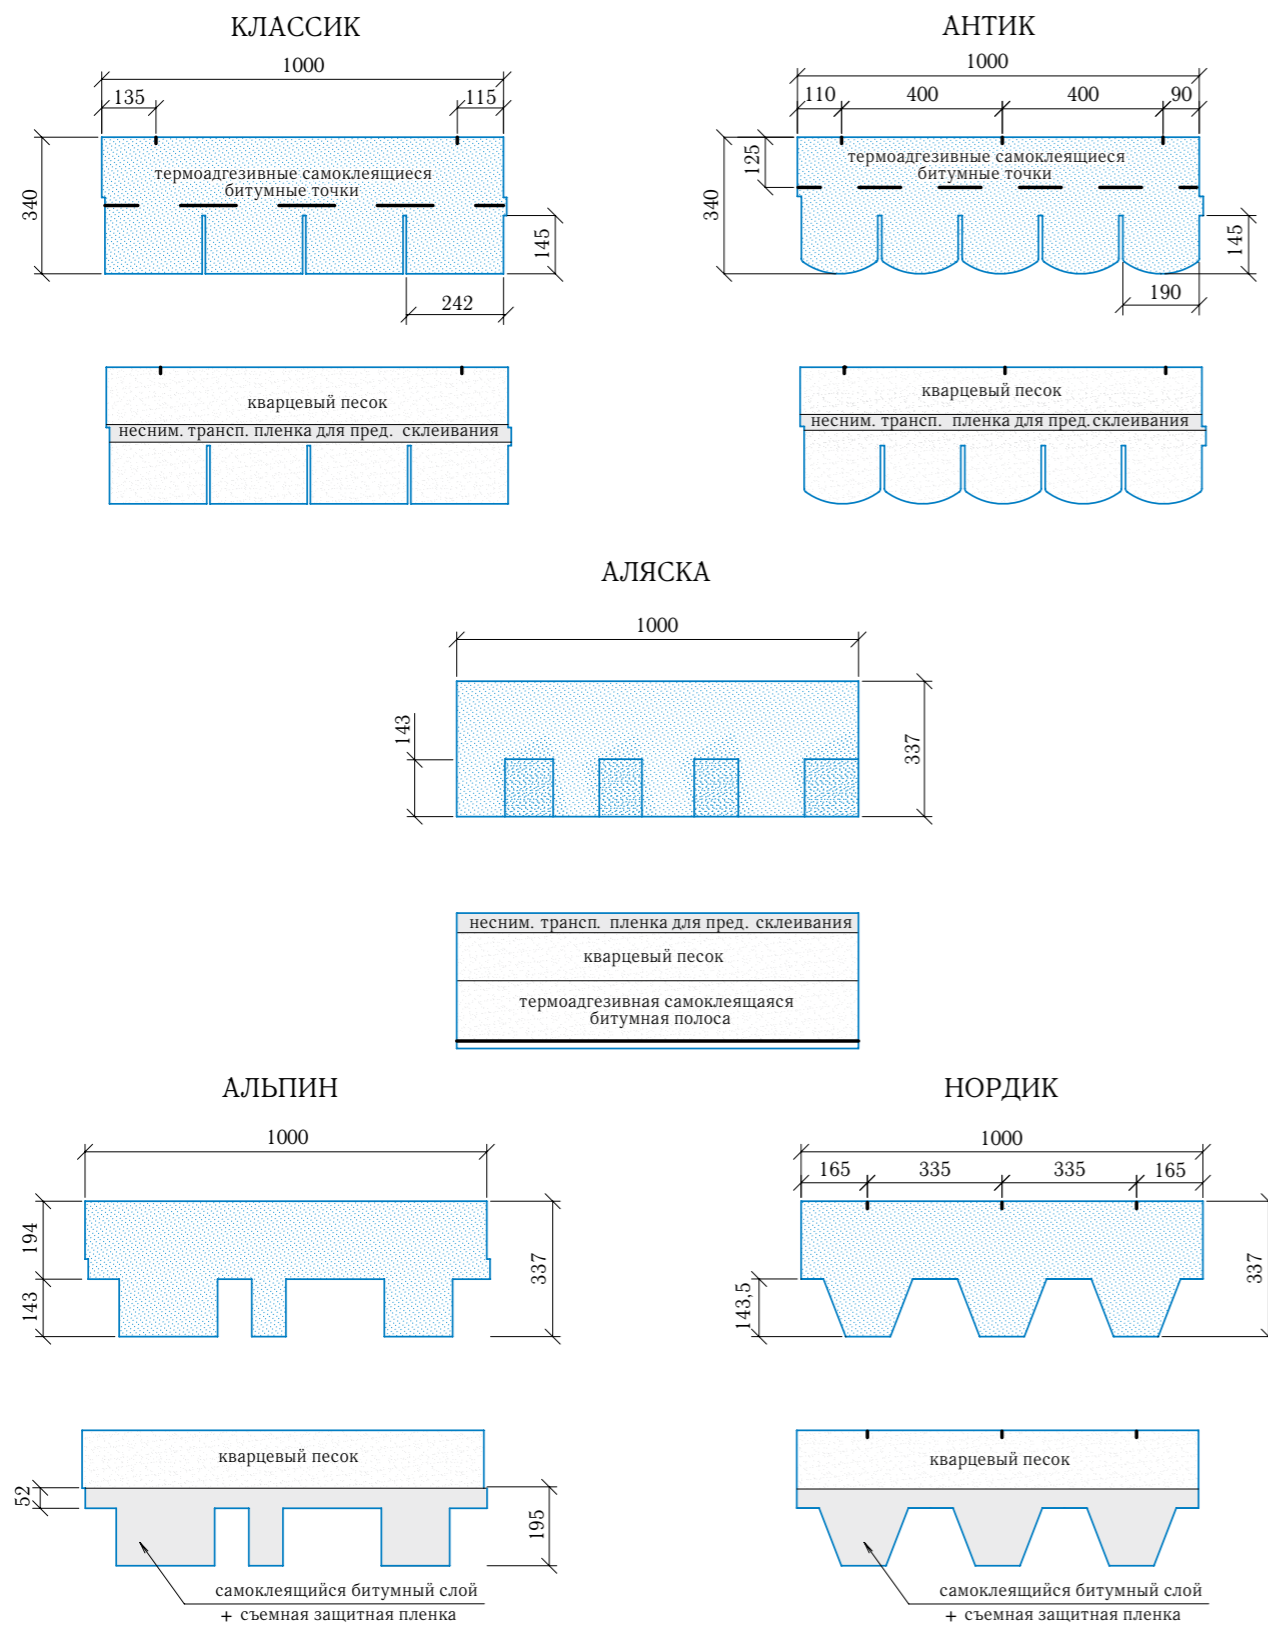 КЛАССИК
1000
135
115
340
термоадгезивные самоклеящиеся
битумные точки
145
242
кварцевый песок
несним. трансп. пленка для пред. склеивания
АНТИК
1000
110
400
400
90
125
340
термоадгезивные самоклеящиеся
битумные точки
145
190
кварцевый песок
несним. трансп. пленка для пред. склеивания
АЛЯСКА
1000
143
337
несним. трансп. пленка для пред. склеивания
кварцевый песок
термоадгезивная самоклеящаяся
битумная полоса
АЛЬПИН
1000
194
143
337
кварцевый песок
52
195
самоклеящийся битумный слой
+ съемная защитная пленка
НОРДИК
1000
165
335
335
165
143,5
337
кварцевый песок
самоклеящийся битумный слой
+ съемная защитная пленка